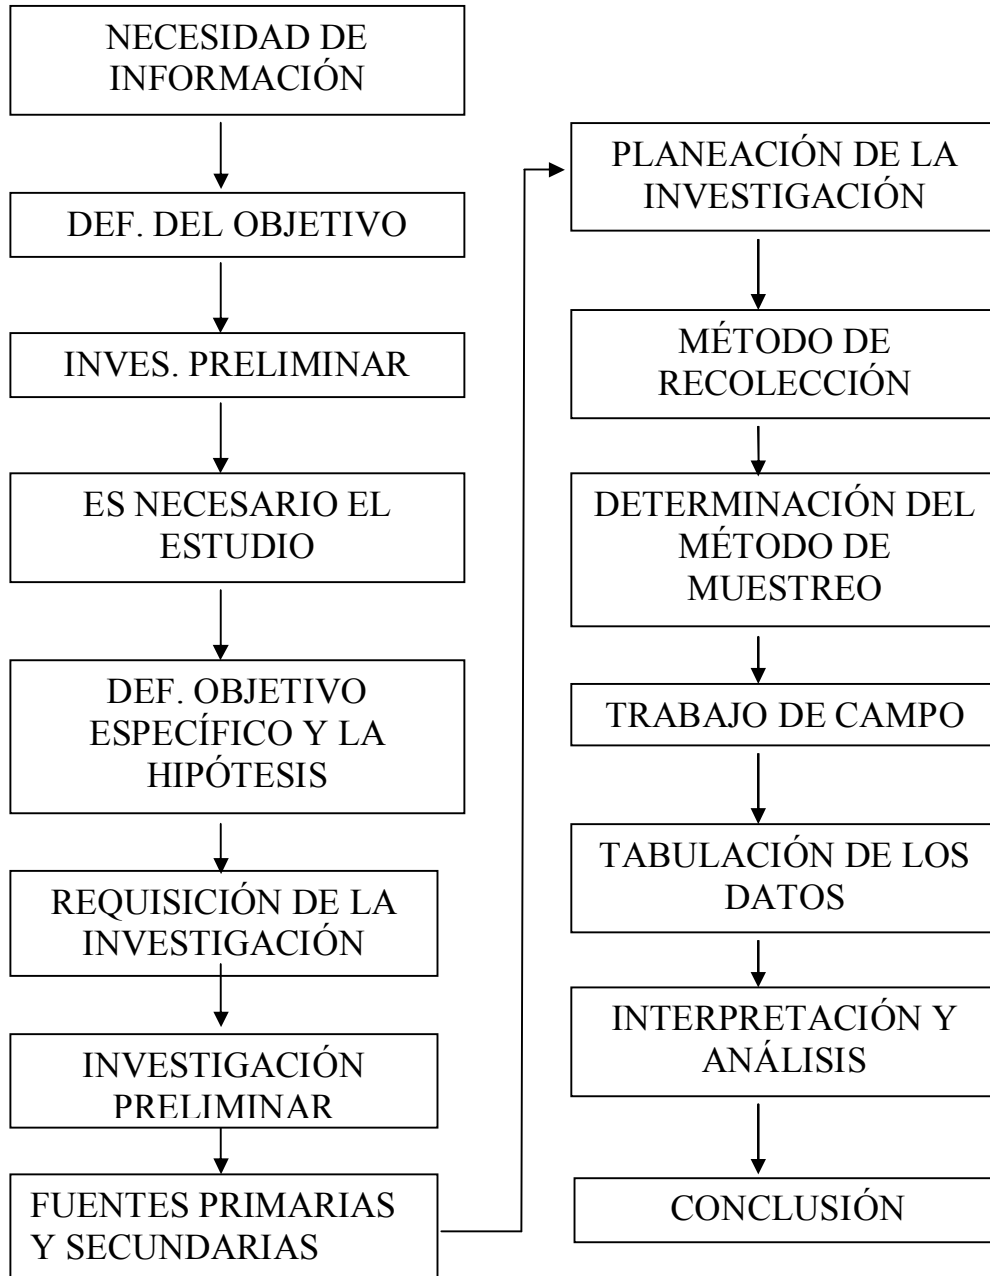 NECESIDAD DE
INFORMACIÓN
DEF. DEL OBJETIVO
INVES. PRELIMINAR
ES NECESARIO EL
ESTUDIO
DEF. OBJETIVO
ESPECÍFICO Y LA
HIPÓTESIS
REQUISICIÓN DE LA
INVESTIGACIÓN
INVESTIGACIÓN
PRELIMINAR
FUENTES PRIMARIAS
Y SECUNDARIAS
PLANEACIÓN DE LA
INVESTIGACIÓN
MÉTODO DE
RECOLECCIÓN
DETERMINACIÓN DEL
MÉTODO DE
MUESTREO
TRABAJO DE CAMPO
TABULACIÓN DE LOS
DATOS
INTERPRETACIÓN Y
ANÁLISIS
CONCLUSIÓN